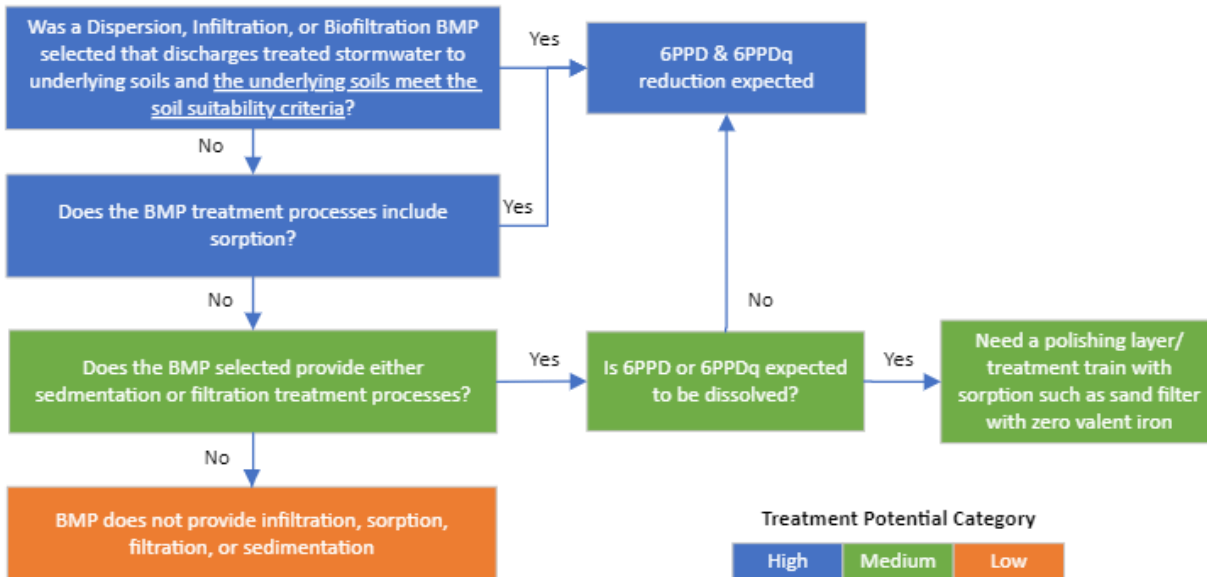 Was a Dispersion, Infiltration, or Biofiltration BMP
selected that discharges treated stormwater to
underlying soils and the underlying soils meet the
soil suitability criteria?
Yes
6PPD & 6PPDq
reduction expected
No
Does the BMP treatment processes include
sorption?
Yes
No
No
Does the BMP selected provide either
sedimentation or filtration treatment processes?
Yes
Is 6PPD or 6PPDq expected
to be dissolved?
Yes
Need a polishing layer/
treatment train with
sorption such as sand filter
with zero valent iron
No
BMP does not provide infiltration, sorption,
filtration, or sedimentation
Treatment Potential Category
High
Medium
Low